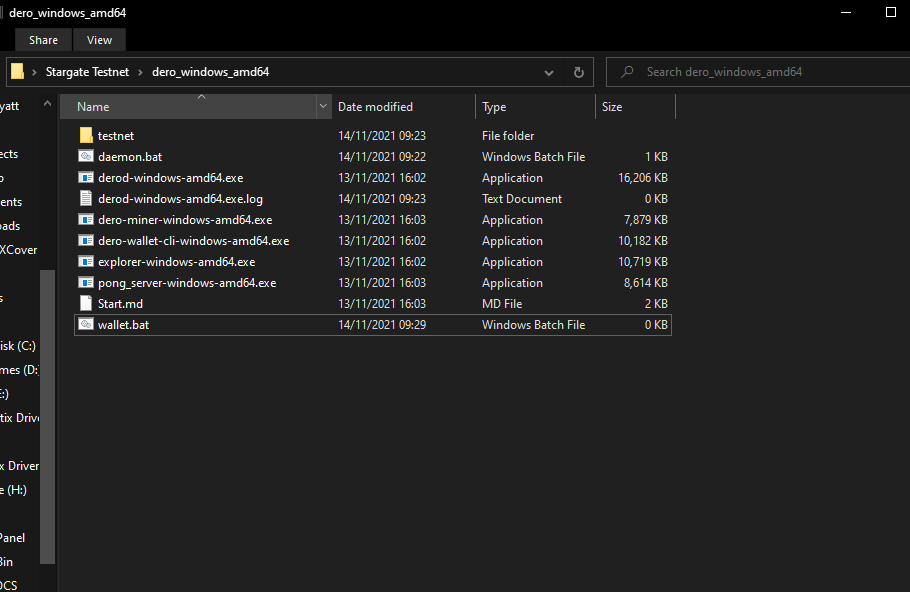 dero_windows_amd64
Share View
Stargate Testnet dero_windows_amd64 Search dero_windows_amd64
yatt
ects
ents
oads
XCover
s
isk (C:)
mes (D:
E:)
tix Drive
x Driver
e (H:)
Panel
Bin
OCS
Name Date modified Type Size
testnet 14/11/2021 09:23 File folder
daemon.bat 14/11/2021 09:22 Windows Batch File 1 KB
derod-windows-amd64.exe 13/11/2021 16:02 Application 16,206 KB
derod-windows-amd64.exe.log 14/11/2021 09:23 Text Document 0 KB
dero-miner-windows-amd64.exe 13/11/2021 16:03 Application 7,879 KB
dero-wallet-cli-windows-amd64.exe 13/11/2021 16:02 Application 10,182 KB
explorer-windows-amd64.exe 13/11/2021 16:02 Application 10,719 KB
pong_server-windows-amd64.exe 13/11/2021 16:03 Application 8,614 KB
Start.md 13/11/2021 16:03 MD File 2 KB
wallet.bat 14/11/2021 09:29 Windows Batch File 0 KB